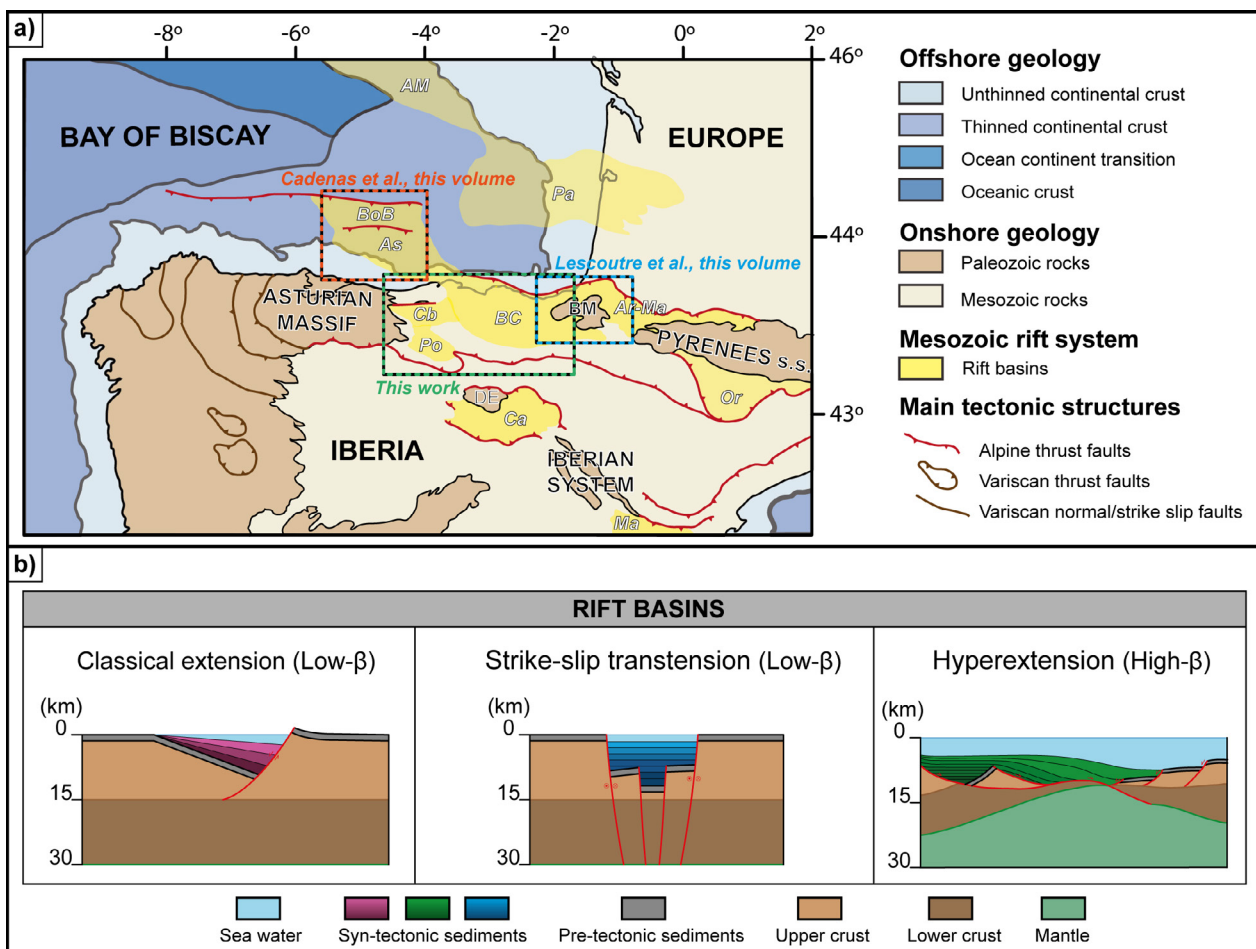 a)
-8º
-6º
-4º
-2º
0º
2º
46º
44º
43º
BAY OF BISCAY
AM
EUROPE
Cadenas et al., this volume
Pa
BoB
As
Lescoutre et al., this volume
ASTURIAN
MASSIF
Cb
BC
BM
Ar-Ma
Po
PYRENEES s.s.
This work
DE
Or
Ca
IBERIA
IBERIAN
SYSTEM
Ma
Offshore geology
Unthinned continental crust
Thinned continental crust
Ocean continent transition
Oceanic crust
Onshore geology
Paleozoic rocks
Mesozoic rocks
Mesozoic rift system
Rift basins
Main tectonic structures
Alpine thrust faults
Variscan thrust faults
Variscan normal/strike slip faults
b)
RIFT BASINS
Classical extension (Low-β)
(km)
0
15
30
Strike-slip transtension (Low-β)
(km)
0
15
30
Hyperextension (High-β)
(km)
0
15
30
Sea water
Syn-tectonic sediments
Pre-tectonic sediments
Upper crust
Lower crust
Mantle